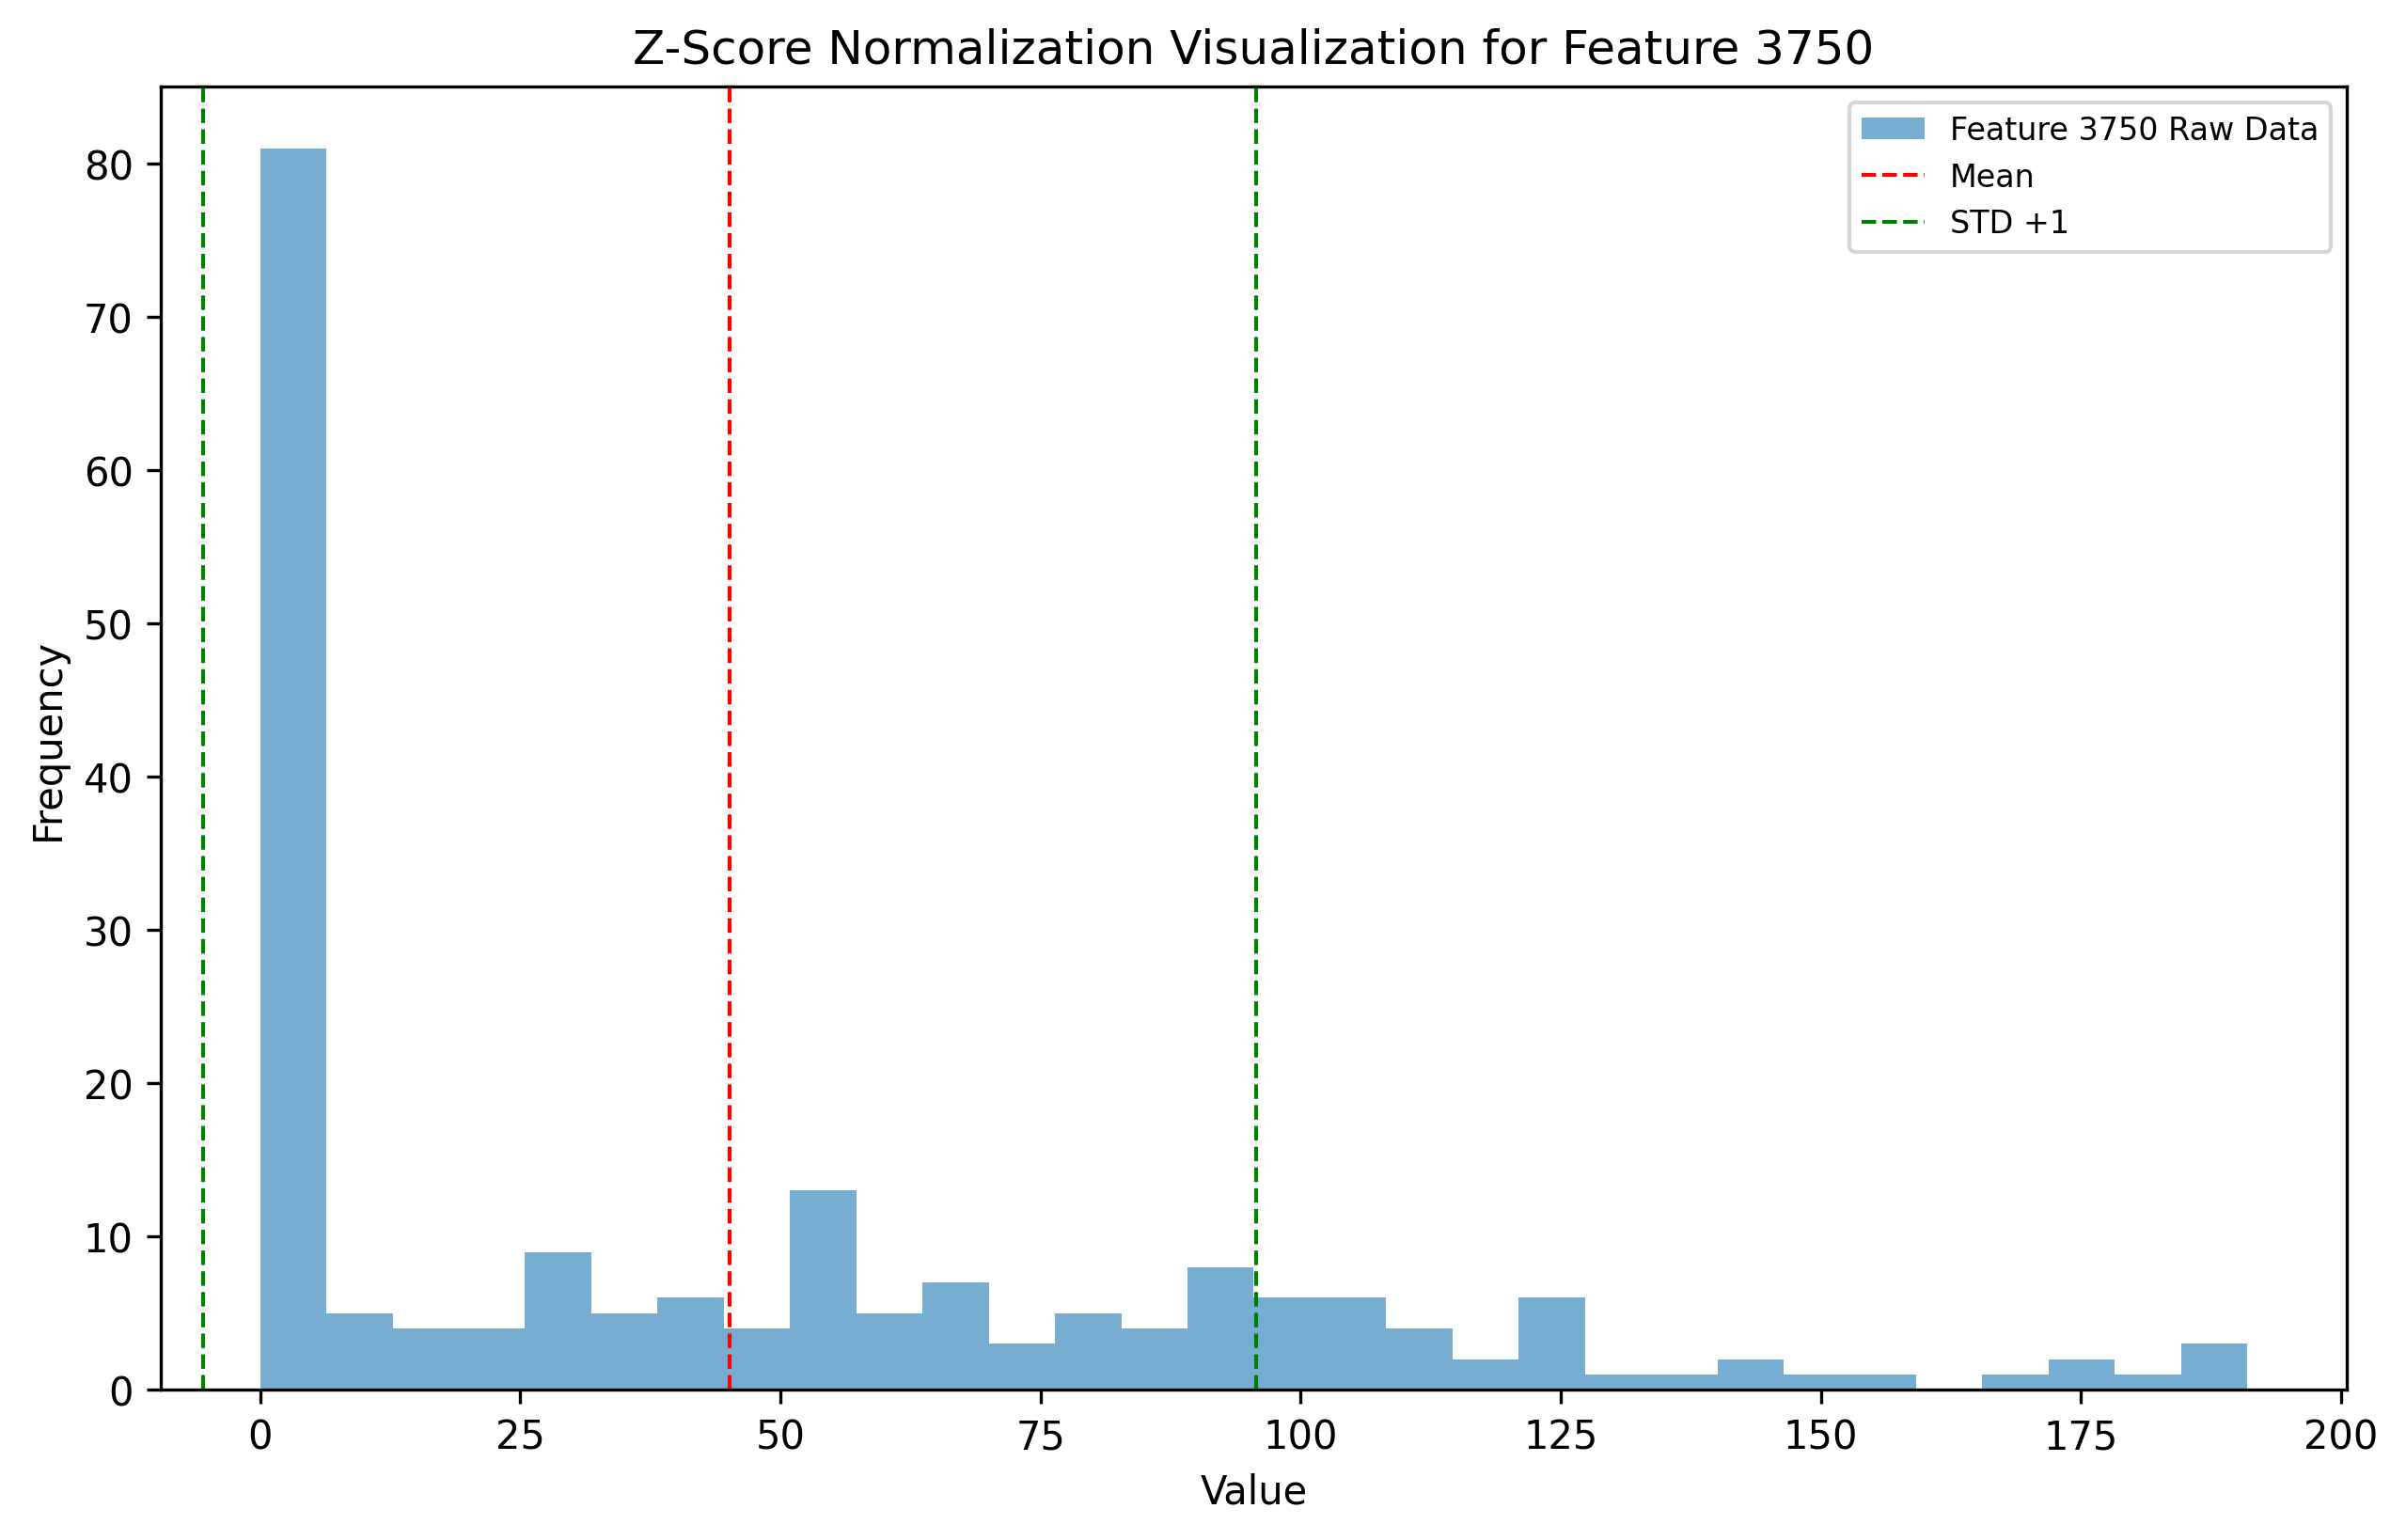 Z-Score Normalization Visualization for Feature 3750
Feature 3750 Raw Data
Mean
STD +1
80
70
60
50
40
30
20
10
0
Frequency
0 25 50 75 100 125 150 175 200
Value